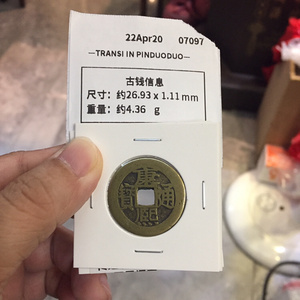 22Apr20 07097
—TRANSI IN PINDUODUO—
古钱信息
尺寸：约26.93 x 1.11 mm
重量：约4.36 g
康熙通寶